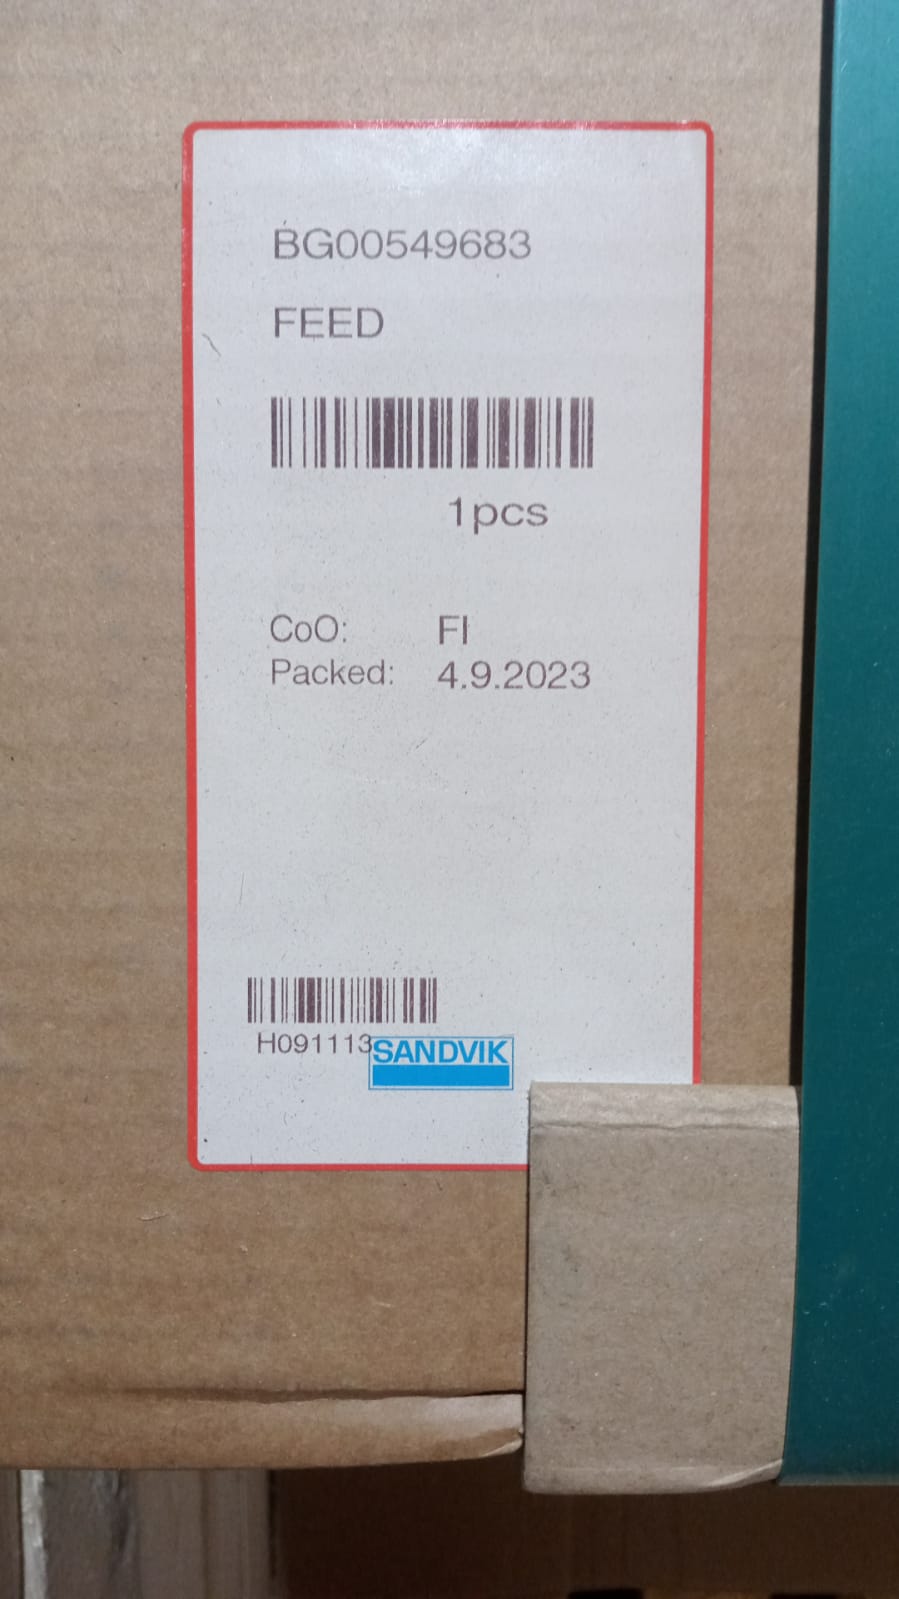 BG00549683
FEED
1pcs
CoO: FI
Packed: 4.9.2023
H091113
SANDVIK